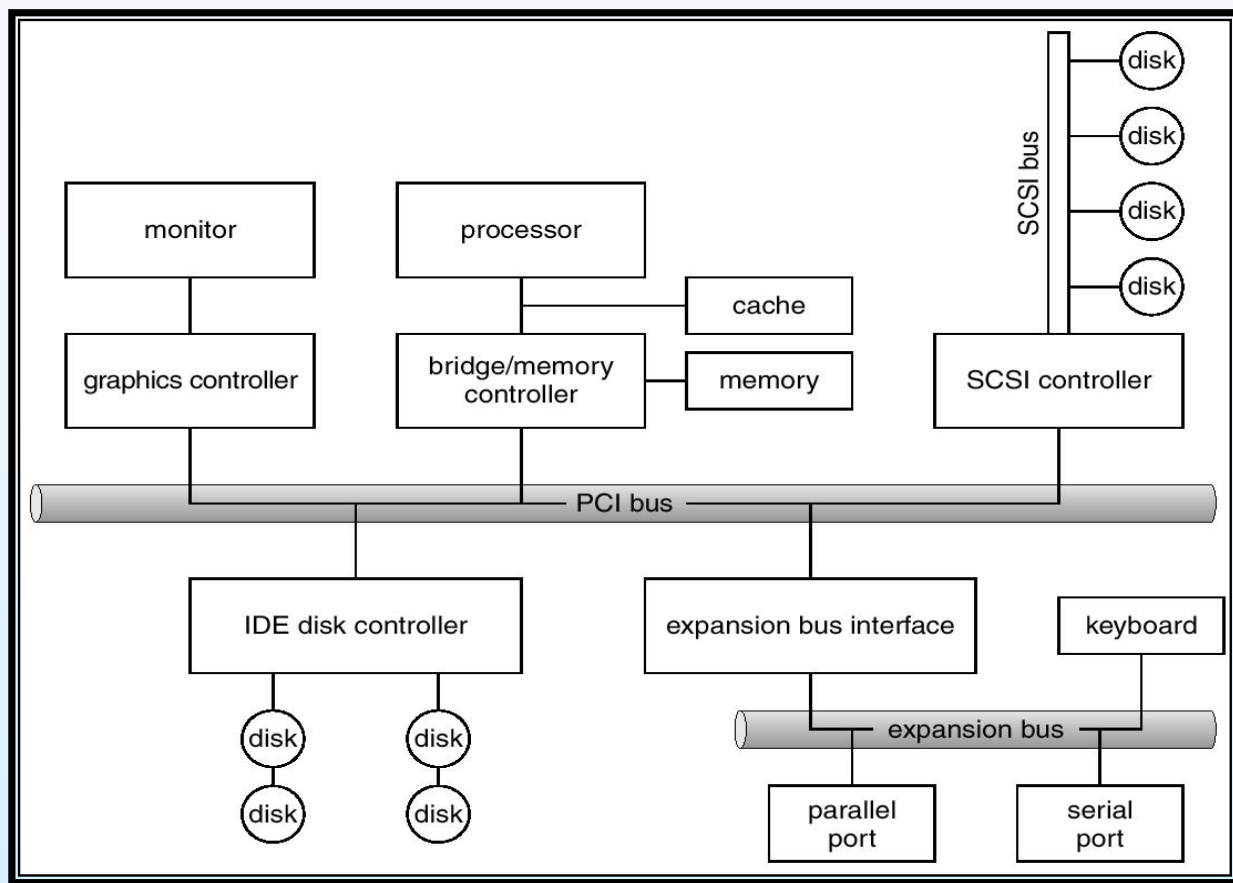 disk
disk
disk
disk
SCSI bus
monitor
processor
cache
graphics controller
bridge/memory
controller
memory
SCSI controller
PCI bus
IDE disk controller
expansion bus interface
keyboard
disk
disk
expansion bus
disk
disk
parallel
port
serial
port